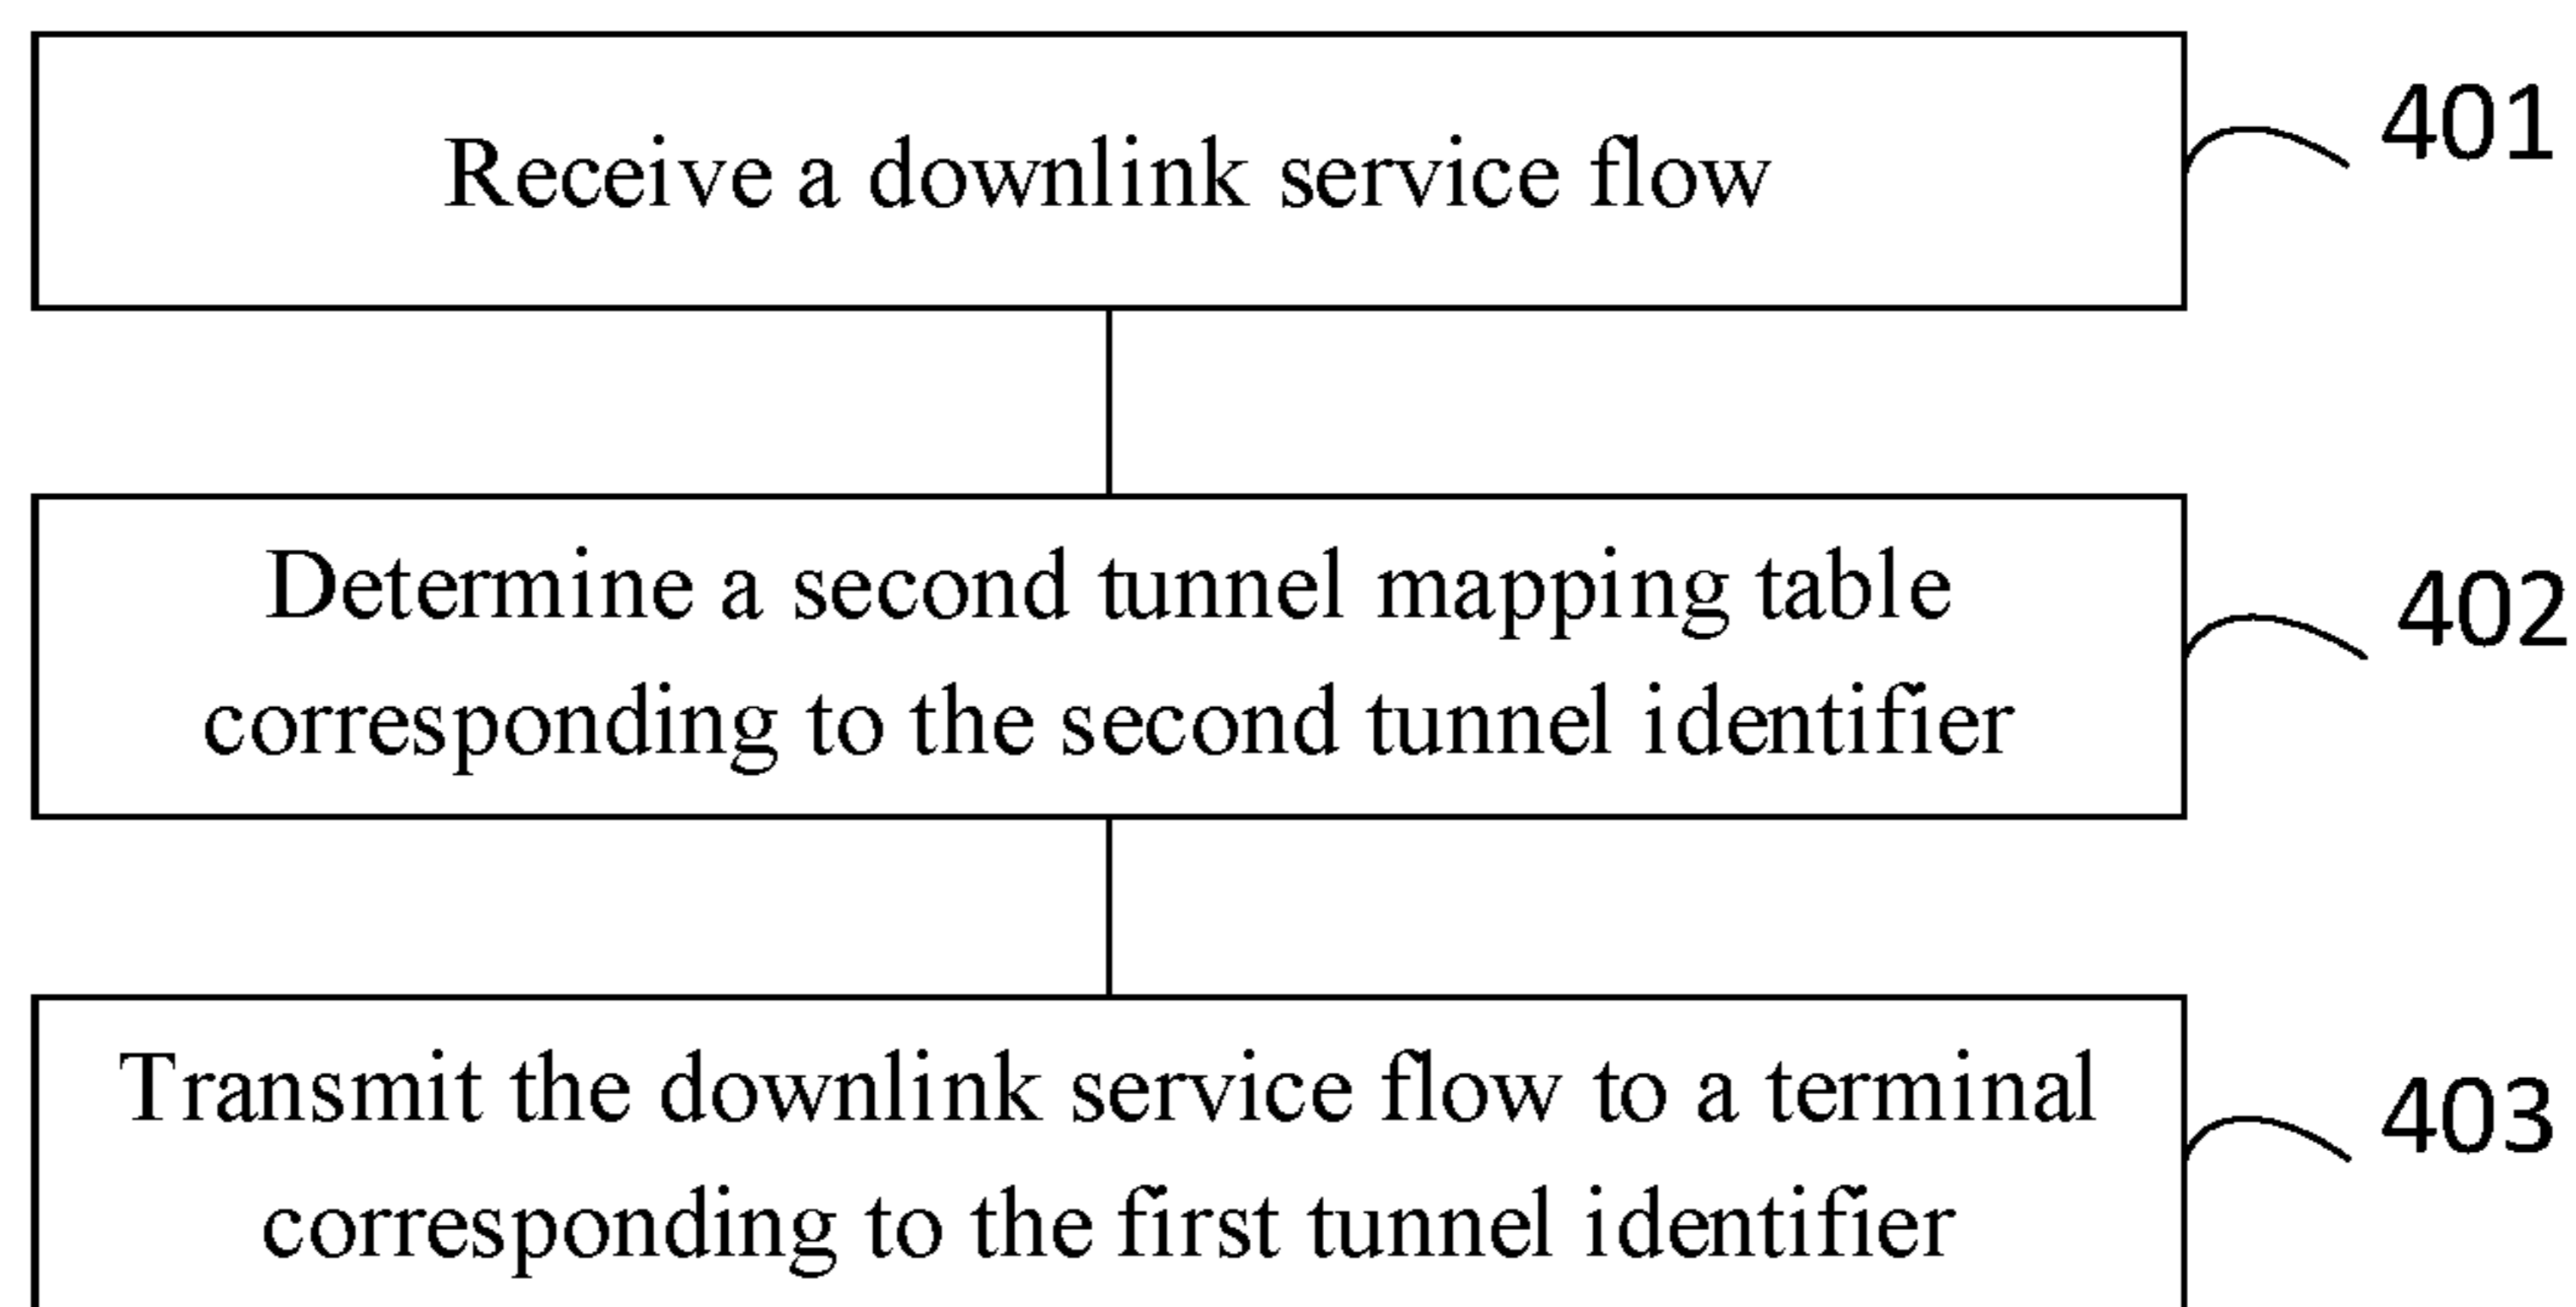 Receive a downlink service flow
401
Determine a second tunnel mapping table
corresponding to the second tunnel identifier
402
Transmit the downlink service flow to a terminal
corresponding to the first tunnel identifier
403